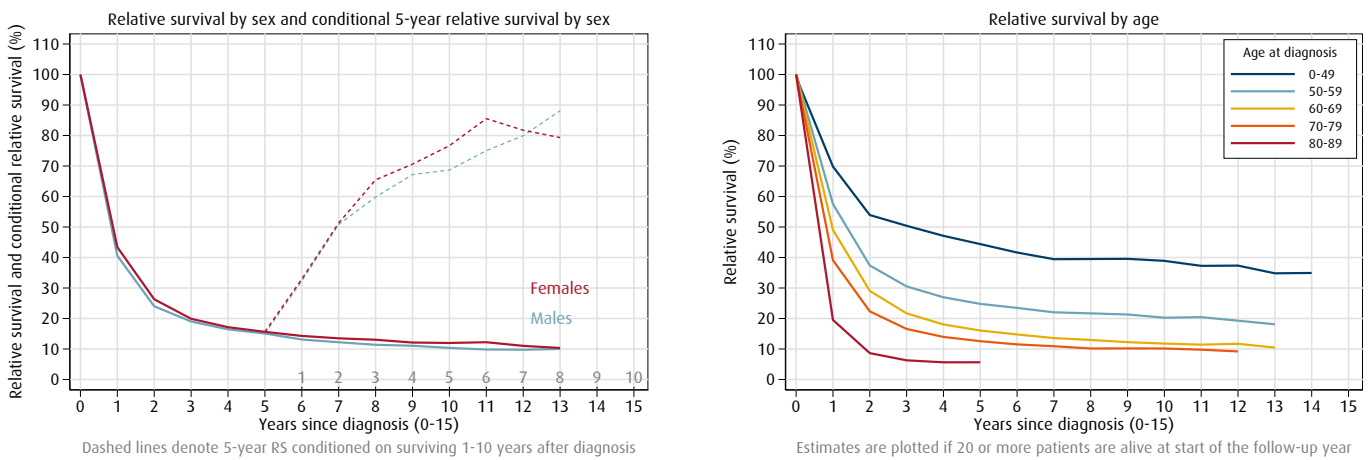 Relative survival by sex and conditional 5-year relative survival by sex
Relative survival and conditional relative survival (%)
110
100
90
80
70
60
50
40
30
20
10
0
Females
Males
1 2 3 4 5 6 7 8 9 10
0 1 2 3 4 5 6 7 8 9 10 11 12 13 14 15
Years since diagnosis (0-15)
Dashed lines denote 5-year RS conditioned on surviving 1-10 years after diagnosis
Relative survival by age
Relative survival (%)
110
100
90
80
70
60
50
40
30
20
10
0
Age at diagnosis
0-49
50-59
60-69
70-79
80-89
0 1 2 3 4 5 6 7 8 9 10 11 12 13 14 15
Years since diagnosis (0-15)
Estimates are plotted if 20 or more patients are alive at start of the follow-up year